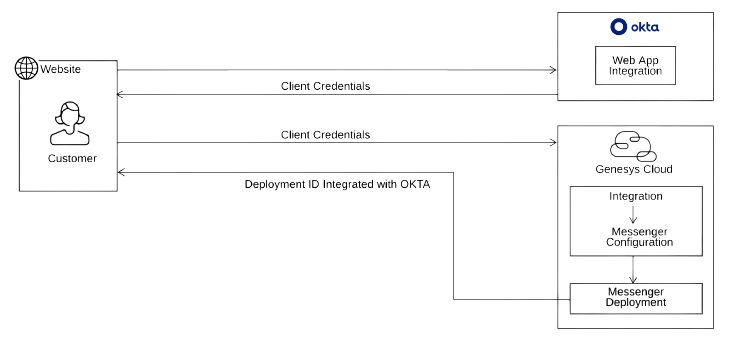 okta
Web App
Integration
Website
Customer
Client Credentials
Client Credentials
Deployment ID Integrated with OKTA
Genesys Cloud
Integration
Messenger
Configuration
Messenger
Deployment